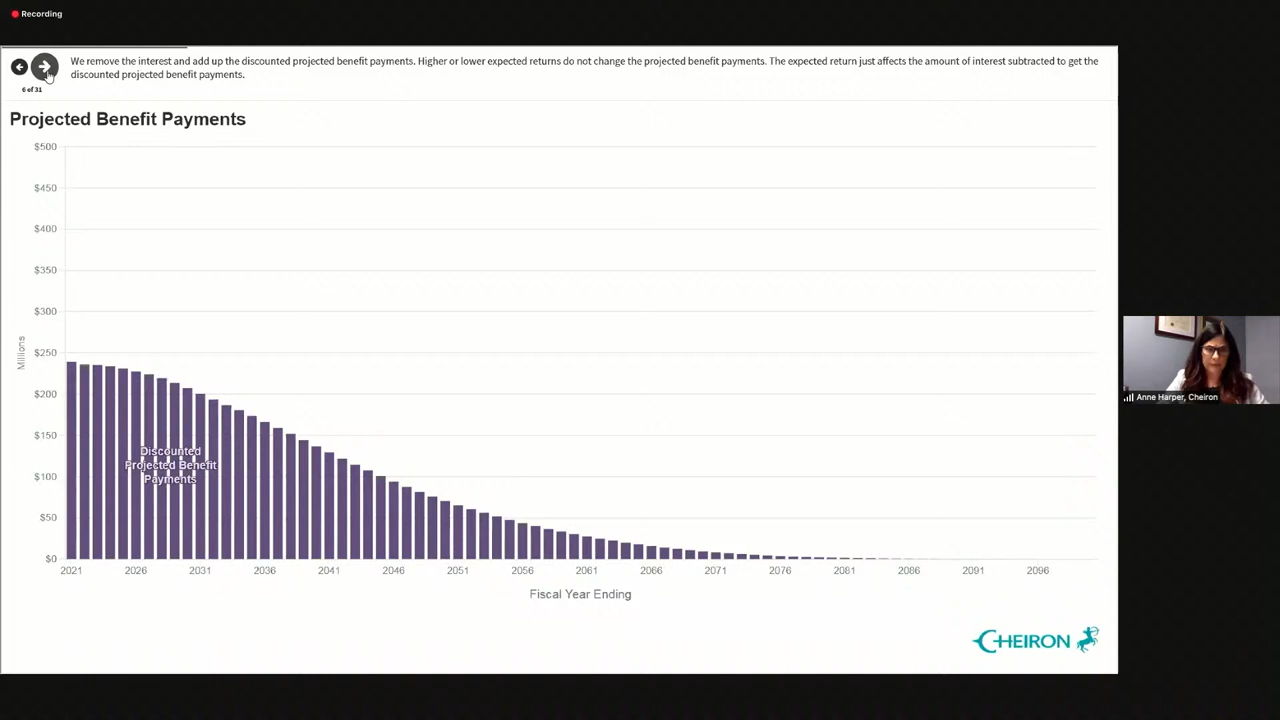 Recording
We remove the interest and add up the discounted projected benefit payments. Higher or lower expected returns do not change the projected benefit payments. The expected return just affects the amount of interest subtracted to get the
discounted projected benefit payments.
6 of 31
Projected Benefit Payments
$500
$450
$400
$350
$300
$250
$200
$150
$100
$50
$0
Millions
Discounted
Projected Benefit
Payments
2021 2026 2031 2036 2041 2046 2051 2056 2061 2066 2071 2076 2081 2086 2091 2096
Fiscal Year Ending
CHEIRON
Anne Harper, Cheiron